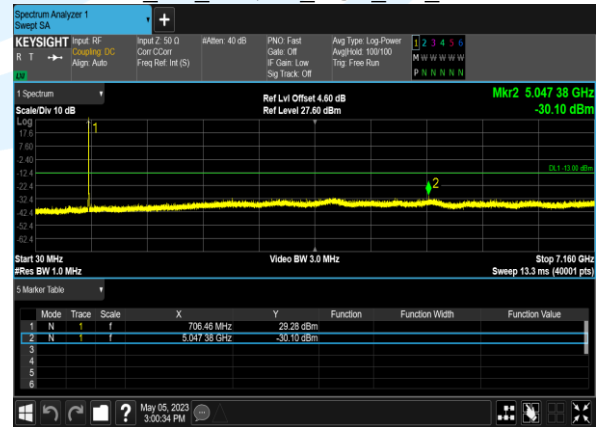 Spectrum Analyzer 1
Swept SA
+
KEYSIGHT Input: RF Input Z: 50 Ω #Atten: 40 dB PNO: Fast Avg Type: Log-Power 1 2 3 4 5 6
R T Coupling: DC Corr CCorr Gate: Off Avg|Hold: 100/100 M W W W W W
Align: Auto Freq Ref: Int (S) IF Gain: Low Trig: Free Run P N N N N N
Sig Track: Off
LW
1 Spectrum
Ref Lvl Offset 4.60 dB Mkr2 5.047 38 GHz
Scale/Div 10 dB Ref Level 27.60 dBm -30.10 dBm
Log
17.6
7.60
-2.40
-12.4
-22.4
-32.4
-42.4
-52.4
-62.4
1
DL1 -13.00 dBm
2
Start 30 MHz Video BW 3.0 MHz Stop 7.160 GHz
#Res BW 1.0 MHz Sweep 13.3 ms (40001 pts)
5 Marker Table
Mode Trace Scale X Y Function Function Width Function Value
1 N 1 f 706.46 MHz 29.28 dBm
2 N 1 f 5.047 38 GHz -30.10 dBm
3
4
5
6
? May 05, 2023
3:00:34 PM